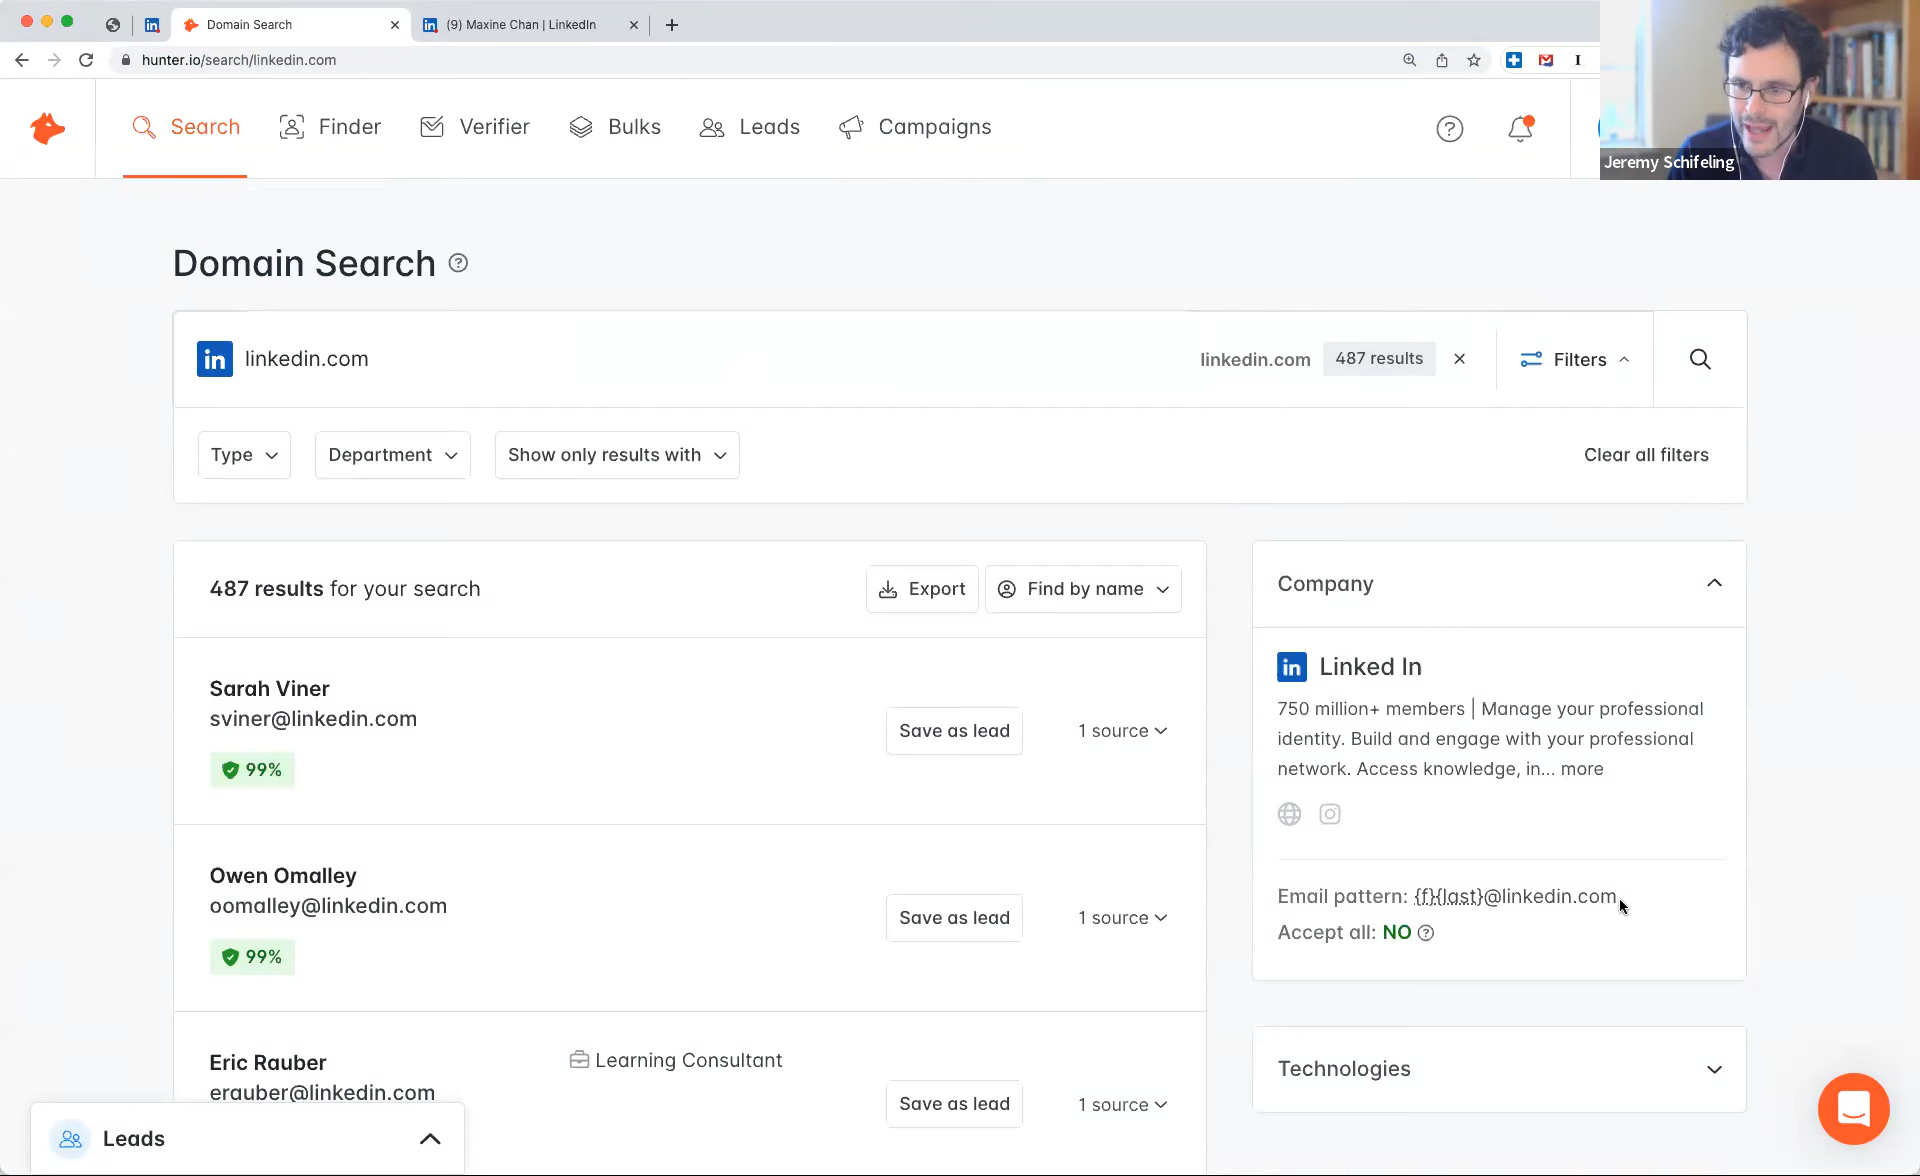 Domain Search
(9) Maxine Chan | LinkedIn
hunter.io/search/linkedin.com
Search
Finder
Verifier
Bulks
Leads
Campaigns
Jeremy Schifeling
Domain Search
in linkedin.com
linkedin.com 487 results
Filters
Type
Department
Show only results with
Clear all filters
487 results for your search
Export
Find by name
Sarah Viner
sviner@linkedin.com
99%
Save as lead
1 source
Owen Omalley
oomalley@linkedin.com
99%
Save as lead
1 source
Eric Rauber
erauber@linkedin.com
Learning Consultant
Save as lead
1 source
Company
in Linked In
750 million+ members | Manage your professional
identity. Build and engage with your professional
network. Access knowledge, in... more
Email pattern: {f}{last}@linkedin.com
Accept all: NO
Technologies
Leads